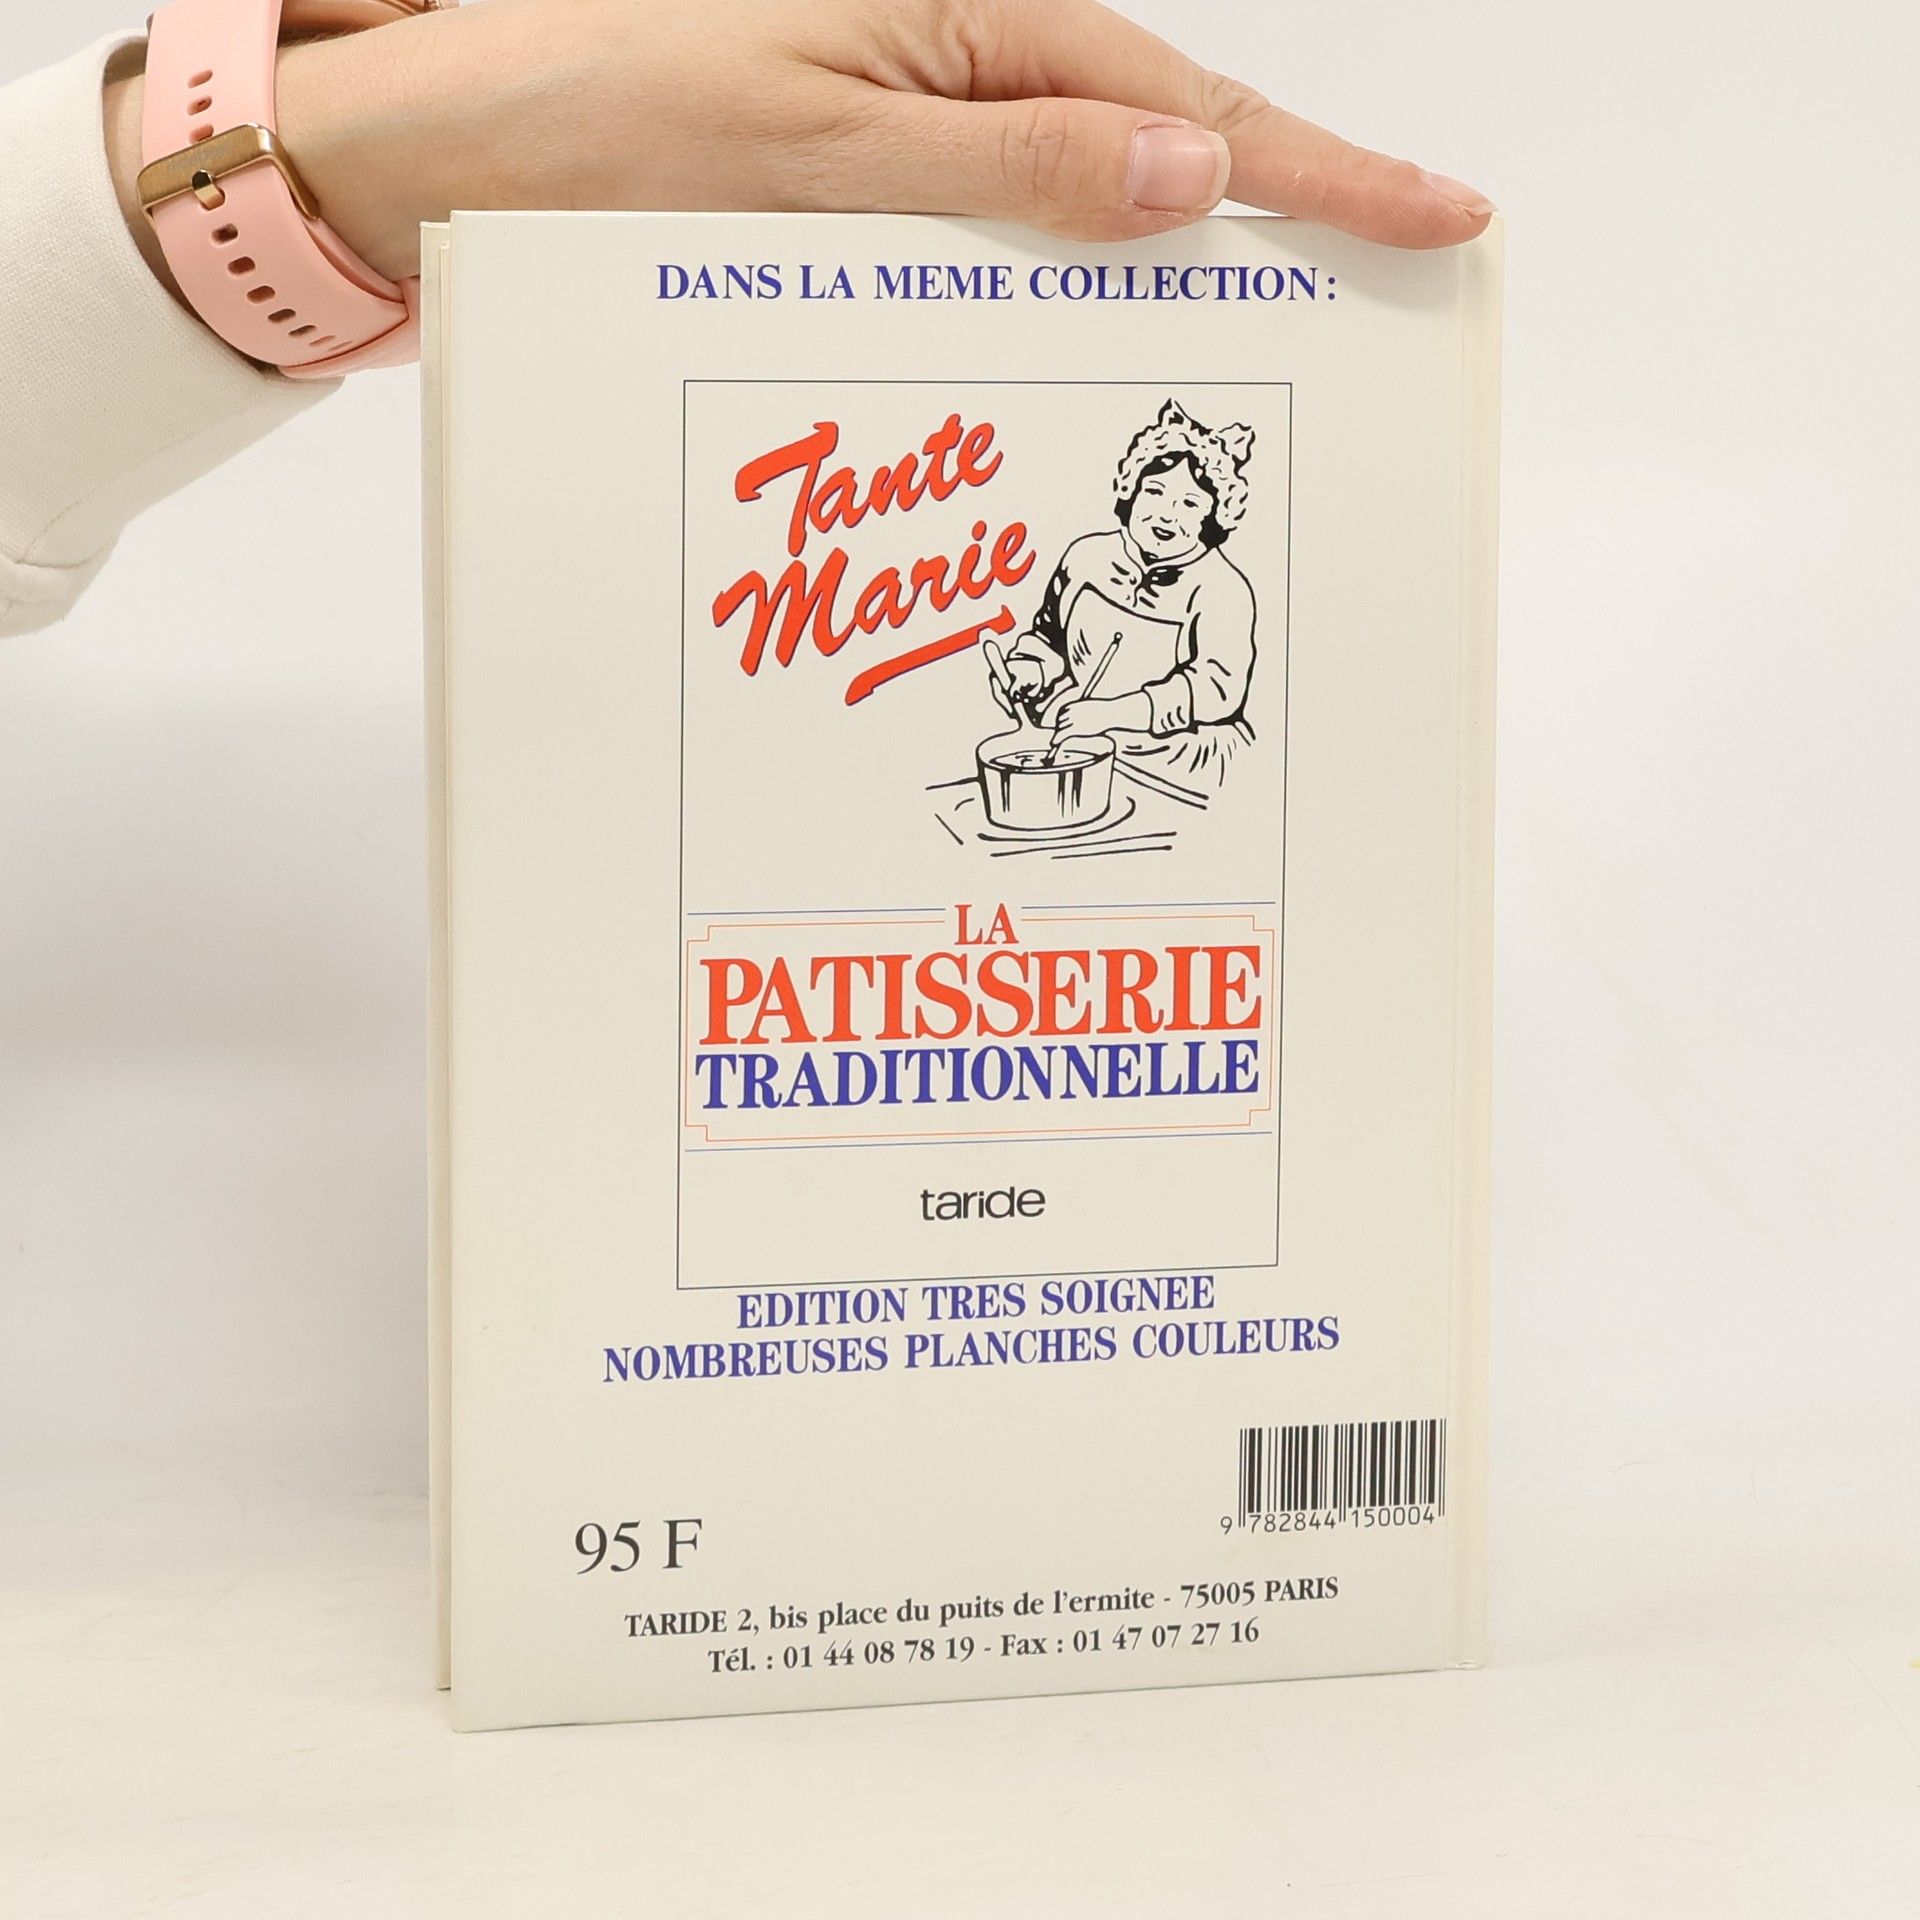 DANS LA MEME COLLECTION :
Tante
Marie
LA
PATISSERIE
TRADITIONNELLE
taride
EDITION TRES SOIGNEE
NOMBREUSES PLANCHES COULEURS
9 782844 150004
95 F
TARIDE 2, bis place du puits de l'ermite - 75005 PARIS
Tél. : 01 44 08 78 19 - Fax : 01 47 07 27 16